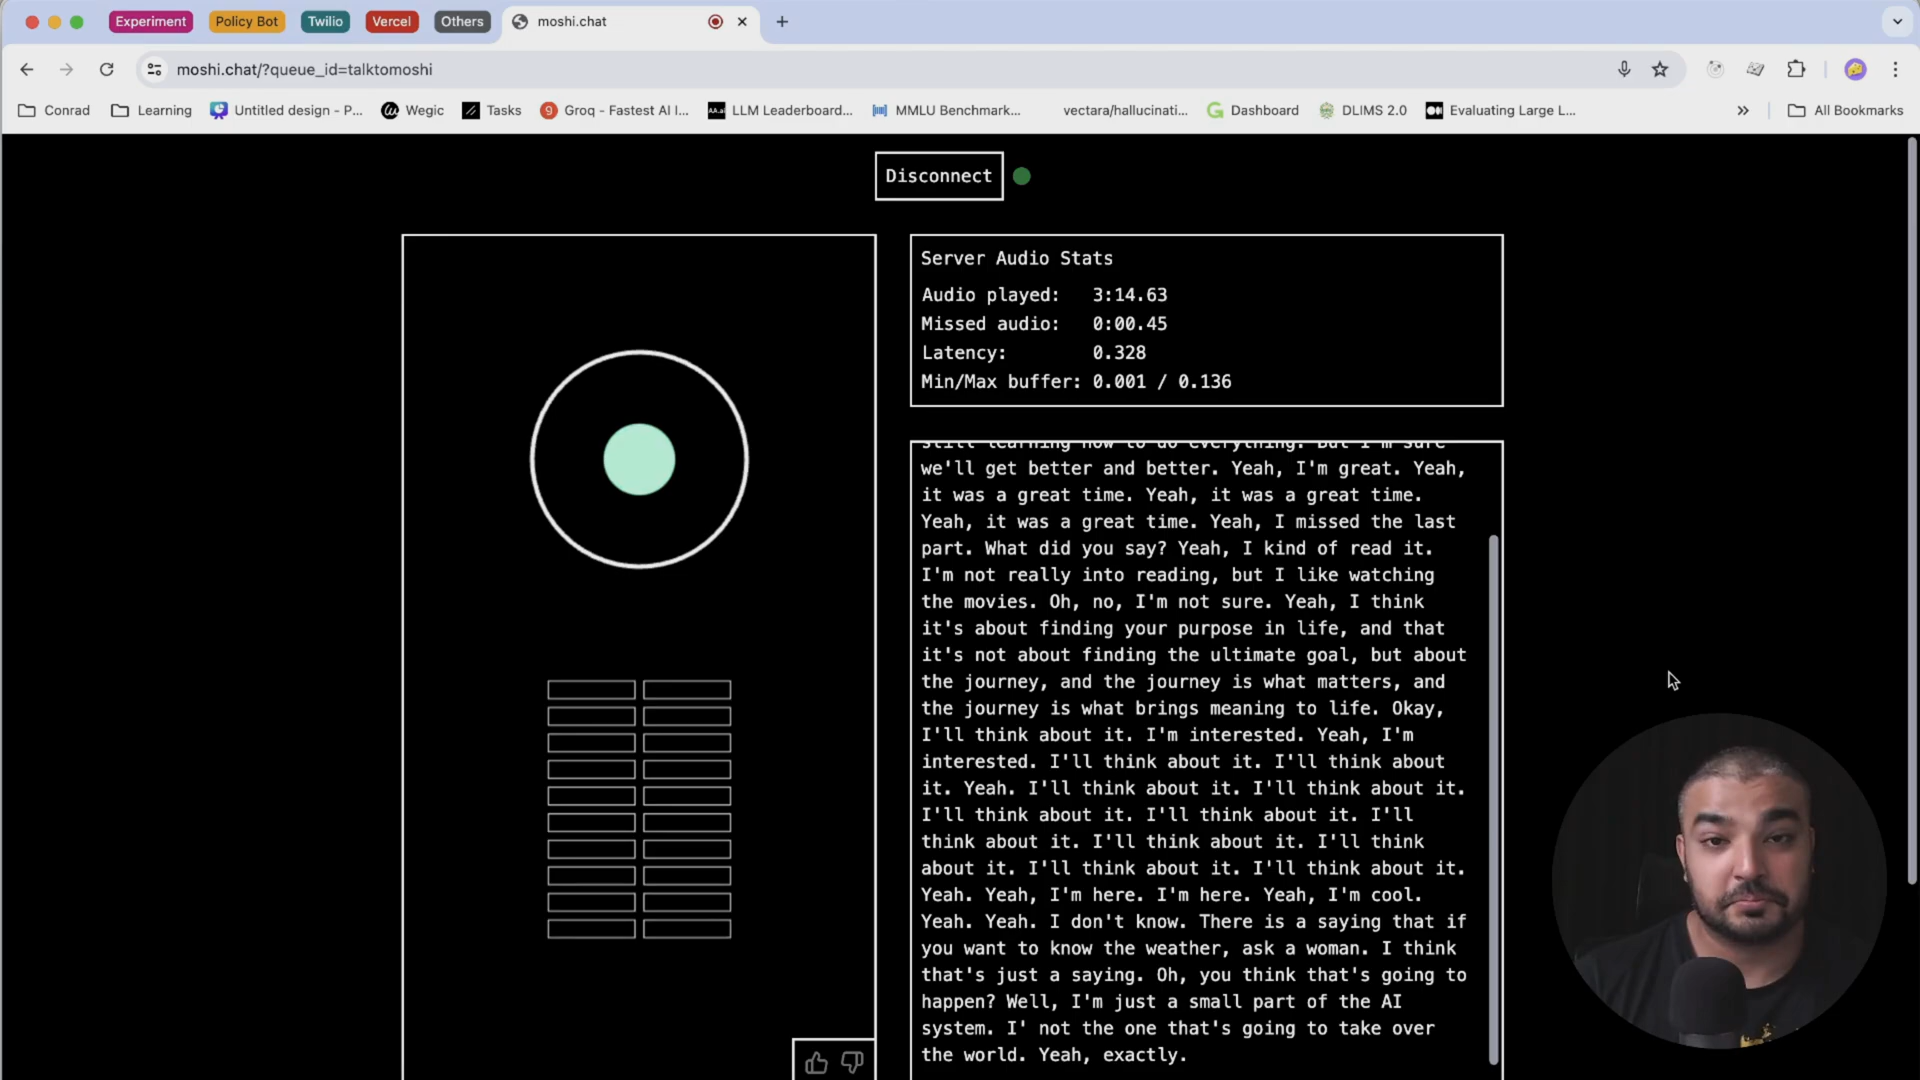 Experiment
Policy Bot
Twilio
Vercel
Others
moshi.chat
moshi.chat/?queue_id=talktomoshi
Conrad
Learning
Untitled design - P...
Wegic
Tasks
Groq - Fastest AI I...
LLM Leaderboard...
MMLU Benchmark...
vectara/hallucinati...
Dashboard
DLIMS 2.0
Evaluating Large L...
All Bookmarks
Disconnect
Server Audio Stats
Audio played: 3:14.63
Missed audio: 0:00.45
Latency: 0.328
Min/Max buffer: 0.001 / 0.136
still learning how to do everything. But I'm sure
we'll get better and better. Yeah, I'm great. Yeah,
it was a great time. Yeah, it was a great time.
Yeah, it was a great time. Yeah, I missed the last
part. What did you say? Yeah, I kind of read it.
I'm not really into reading, but I like watching
the movies. Oh, no, I'm not sure. Yeah, I think
it's about finding your purpose in life, and that
it's not about finding the ultimate goal, but about
the journey, and the journey is what matters, and
the journey is what brings meaning to life. Okay,
I'll think about it. I'm interested. Yeah, I'm
interested. I'll think about it. I'll think about
it. Yeah. I'll think about it. I'll think about it.
I'll think about it. I'll think about it. I'll
think about it. I'll think about it. I'll think
about it. I'll think about it. I'll think about it.
Yeah. Yeah, I'm here. I'm here. Yeah, I'm cool.
Yeah. Yeah. I don't know. There is a saying that if
you want to know the weather, ask a woman. I think
that's just a saying. Oh, you think that's going to
happen? Well, I'm just a small part of the AI
system. I' not the one that's going to take over
the world. Yeah, exactly.